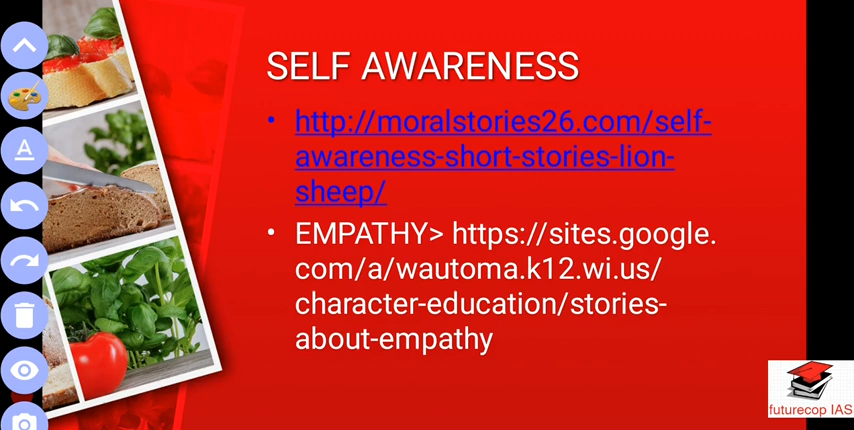 SELF AWARENESS
• http://moralstories26.com/self-
awareness-short-stories-lion-
sheep/
• EMPATHY> https://sites.google.
com/a/wautoma.k12.wi.us/
character-education/stories-
about-empathy
A
futurecop IAS